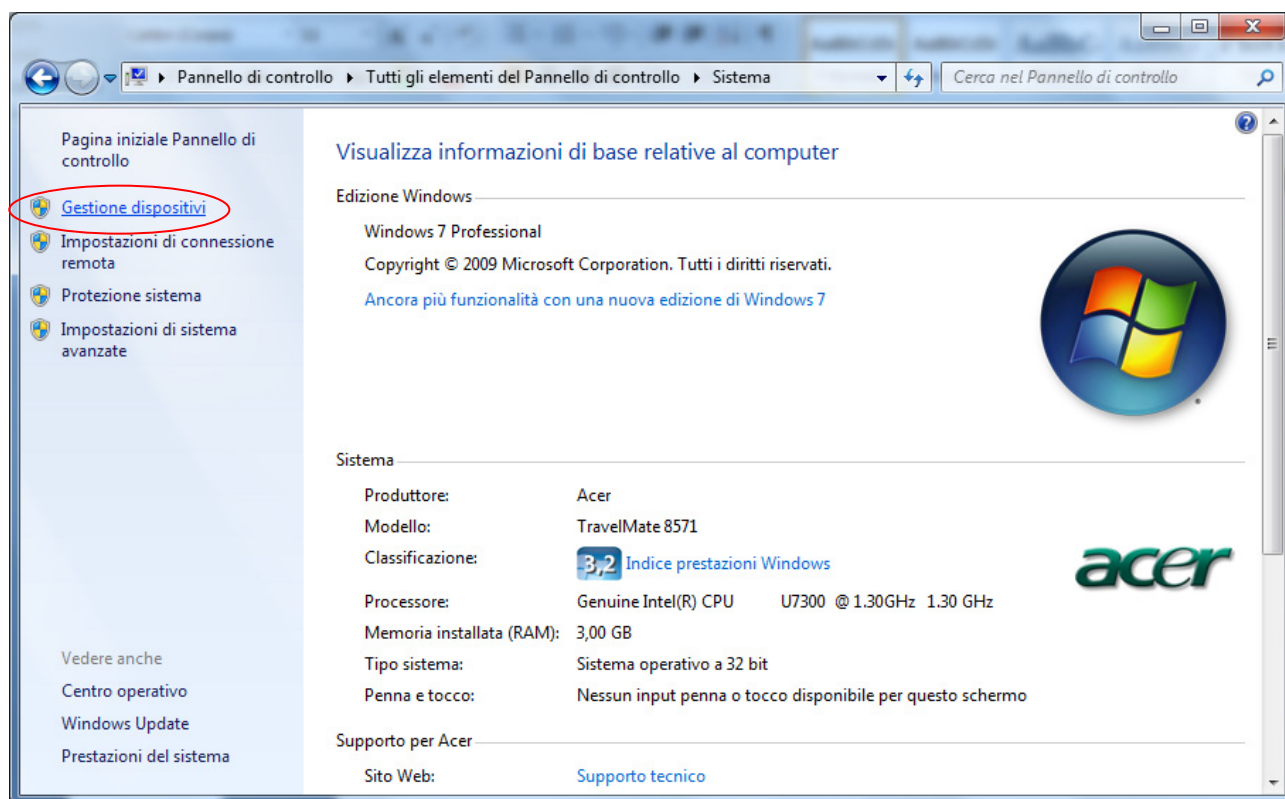 Pannello di controllo Tutti gli elementi del Pannello di controllo Sistema Cerca nel Pannello di controllo
Pagina iniziale Pannello di
controllo
Gestione dispositivi
Impostazioni di connessione
remota
Protezione sistema
Impostazioni di sistema
avanzate
Vedere anche
Centro operativo
Windows Update
Prestazioni del sistema
Visualizza informazioni di base relative al computer
Edizione Windows
Windows 7 Professional
Copyright © 2009 Microsoft Corporation. Tutti i diritti riservati.
Ancora più funzionalità con una nuova edizione di Windows 7
Sistema
Produttore: Acer
Modello: TravelMate 8571
Classificazione: 3,2 Indice prestazioni Windows
Processore: Genuine Intel(R) CPU U7300 @ 1.30GHz 1.30 GHz
Memoria installata (RAM): 3,00 GB
Tipo sistema: Sistema operativo a 32 bit
Penna e tocco: Nessun input penna o tocco disponibile per questo schermo
acer
Supporto per Acer
Sito Web: Supporto tecnico